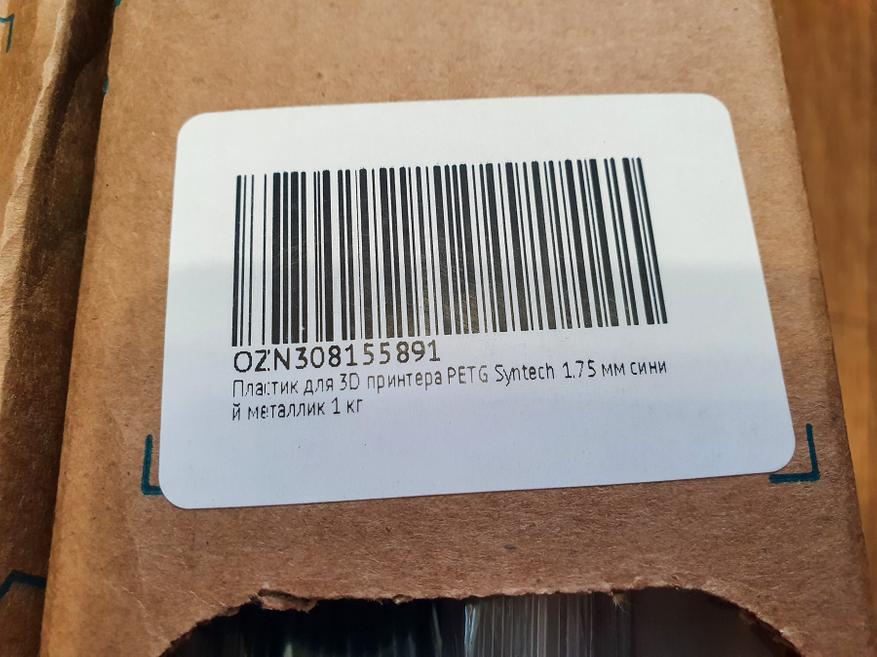 OZN308155891
Пластик для 3D принтера PETG Syntech 1.75 мм сини
й металлик 1 кг